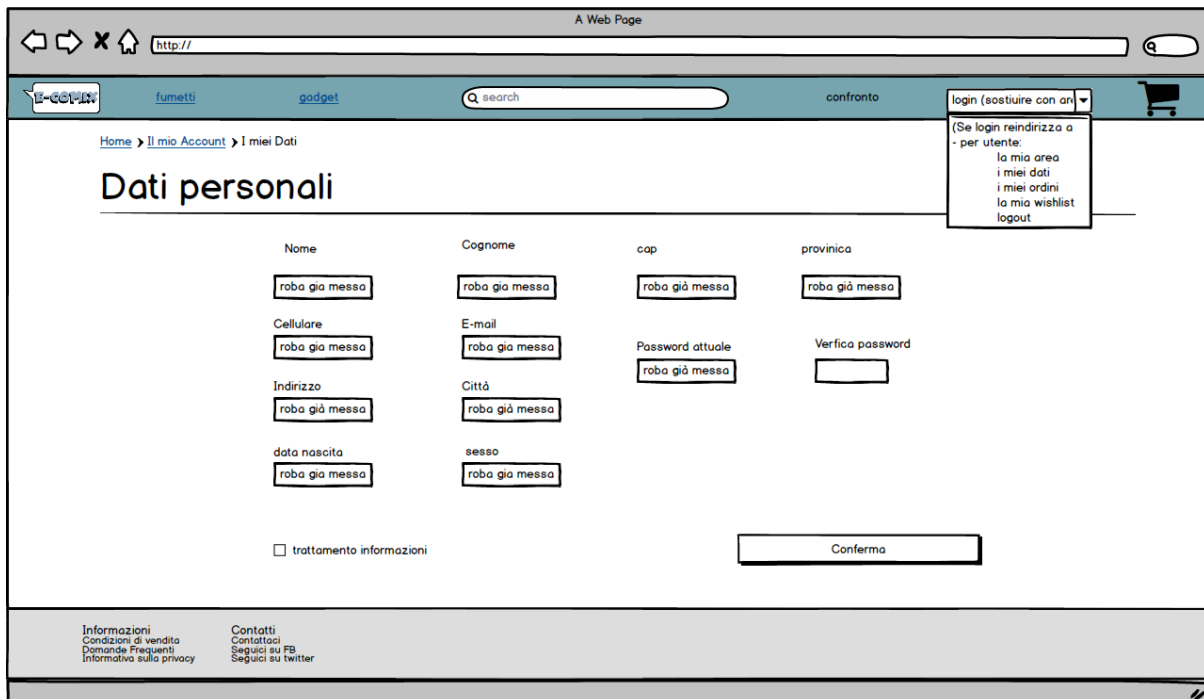 A Web Page
http://
E-COMIX
fumetti
gadget
search
confronto
login (sostiuire con are
(Se login reindirizza a
- per utente:
la mia area
i miei dati
i miei ordini
la mia wishlist
logout
Home > Il mio Account > I miei Dati
Dati personali
Nome
Cognome
cap
provinica
roba gia messa
roba gia messa
roba già messa
roba già messa
Cellulare
E-mail
roba gia messa
roba gia messa
Password attuale
Verfica password
roba già messa
Indirizzo
Città
roba già messa
roba già messa
data nascita
sesso
roba gia messa
roba gia messa
trattamento informazioni
Conferma
Informazioni
Condizioni di vendita
Domande Frequenti
Informativa sulla privacy
Contatti
Contattaci
Seguici su FB
Seguici su twitter